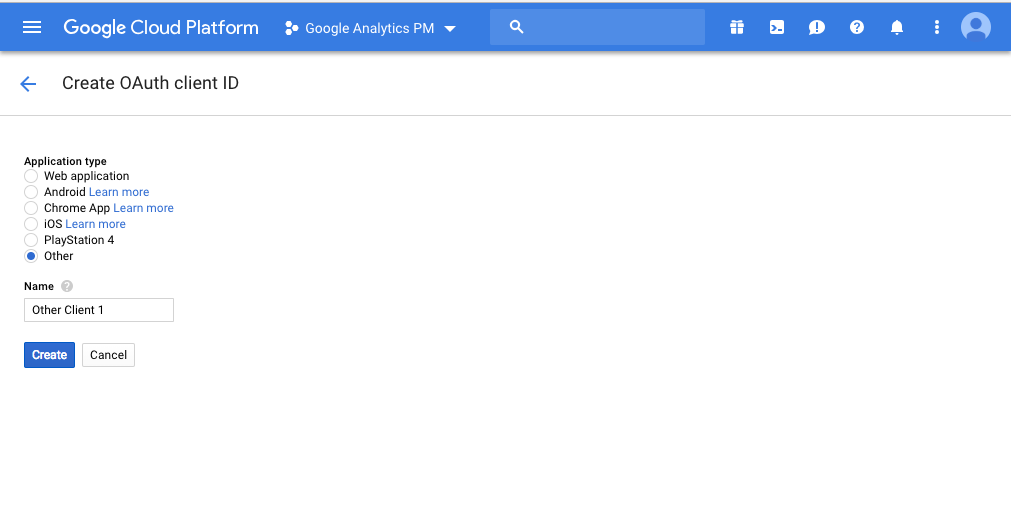 Google Cloud Platform Google Analytics PM
Create OAuth client ID
Application type
Web application
Android Learn more
Chrome App Learn more
iOS Learn more
PlayStation 4
Other
Name ?
Other Client 1
Create Cancel